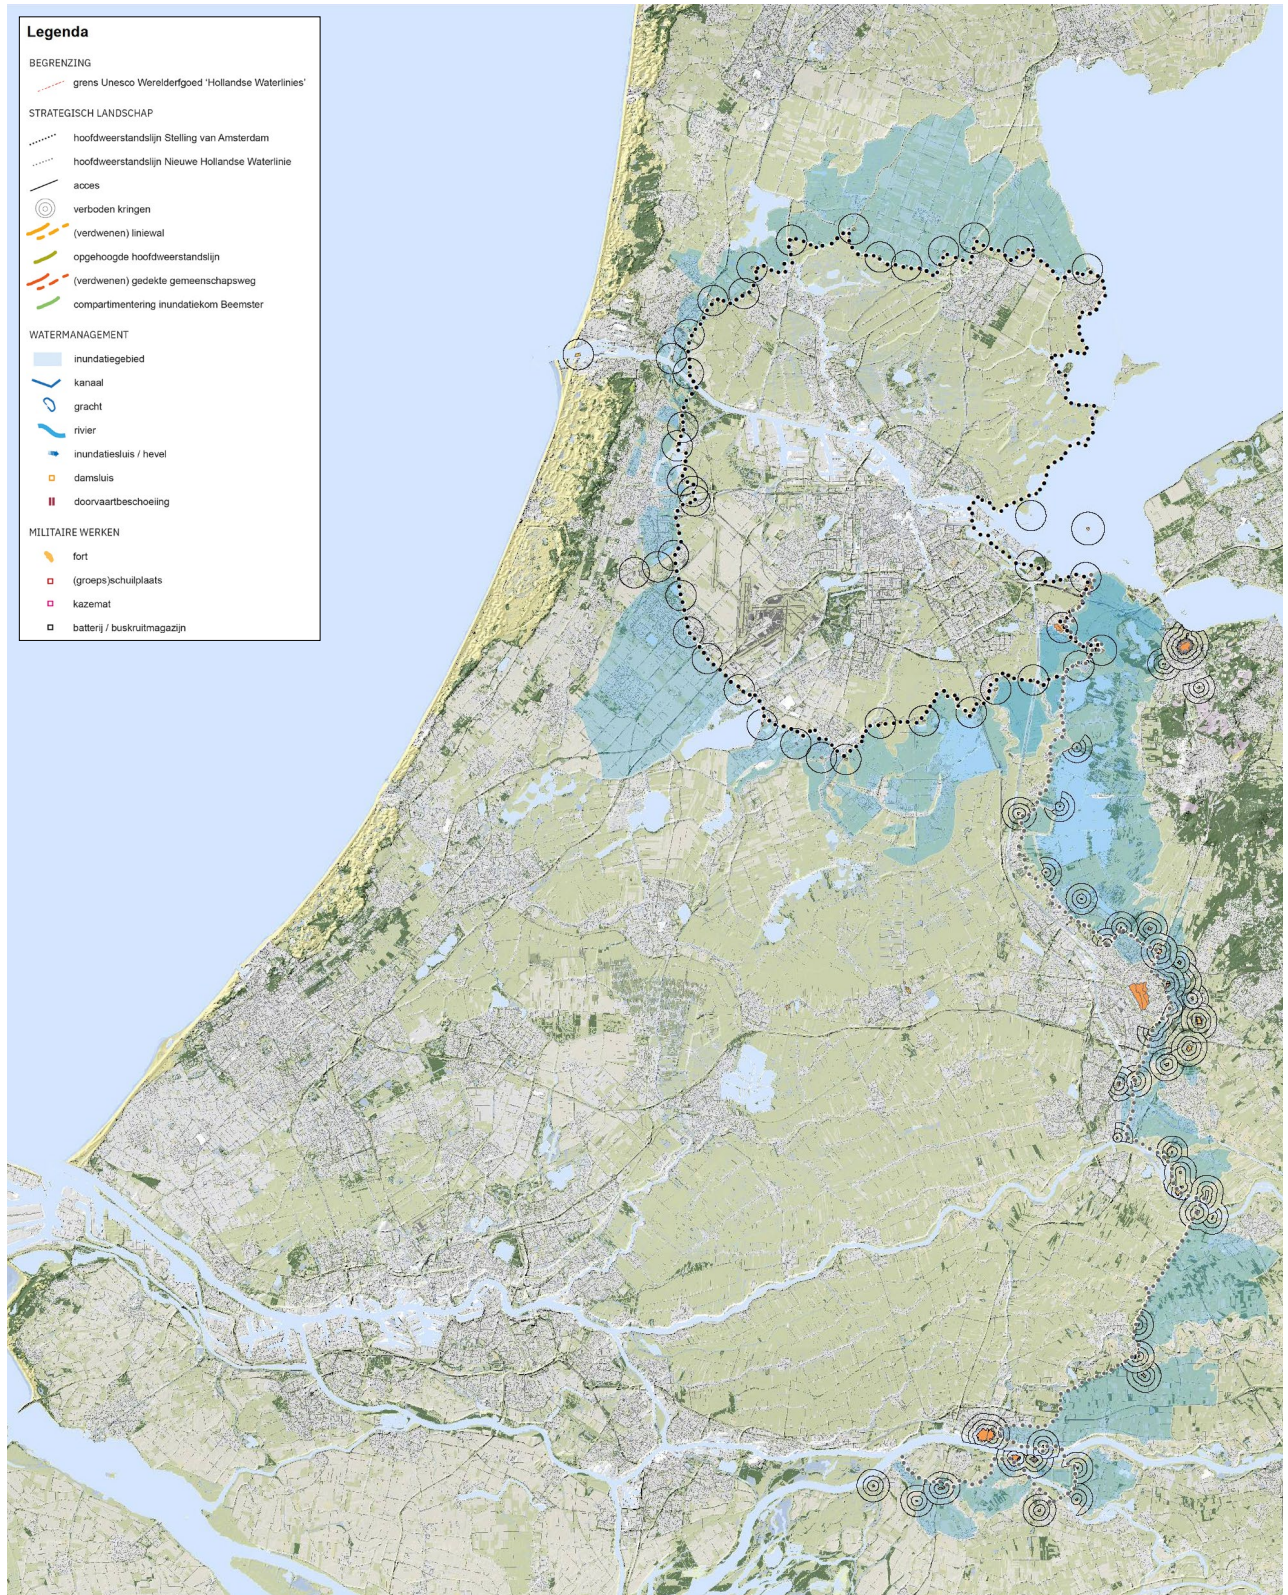 Legenda
BEGRENZING
grens Unesco Werelderfgoed 'Hollandse Waterlinies'
STRATEGISCH LANDSCHAP
hoofdweerstandslijn Stelling van Amsterdam
hoofdweerstandslijn Nieuwe Hollandse Waterlinie
acces
verboden kringen
(verdwenen) liniewal
opgehoogde hoofdweerstandslijn
(verdwenen) gedekte gemeenschapsweg
compartimentering inundatiekom Beemster
WATERMANAGEMENT
inundatiegebied
kanaal
gracht
rivier
inundatiesluis / hevel
damsluis
doorvaartbeschoeiing
MILITAIRE WERKEN
fort
(groeps)schuilplaats
kazemat
batterij / buskruitmagazijn